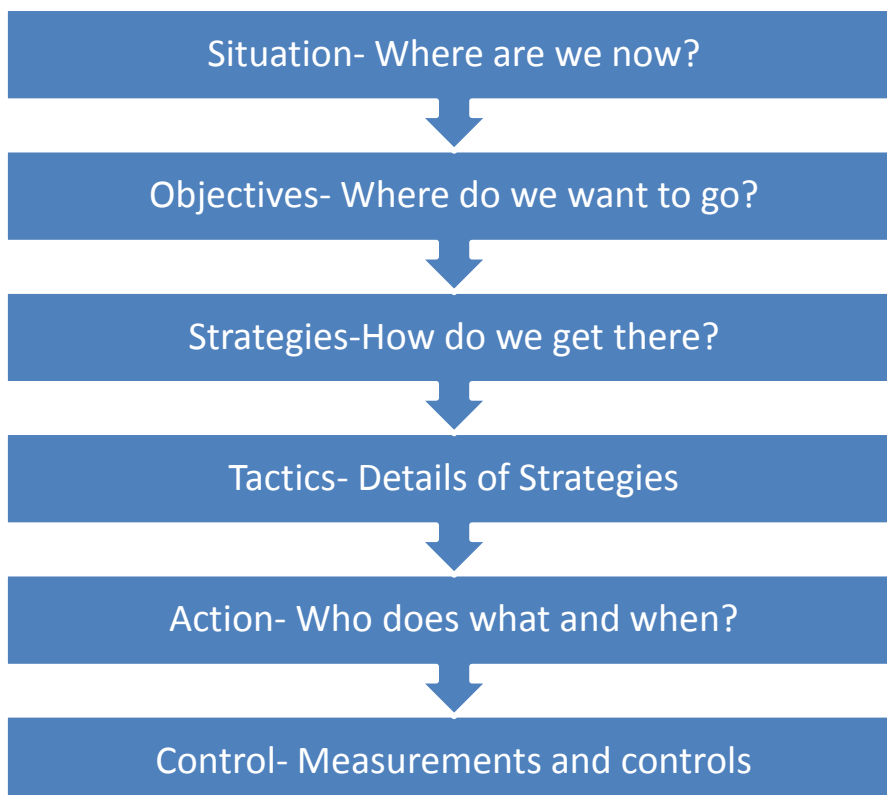 Situation- Where are we now?
Objectives- Where do we want to go?
Strategies-How do we get there?
Tactics- Details of Strategies
Action- Who does what and when?
Control- Measurements and controls